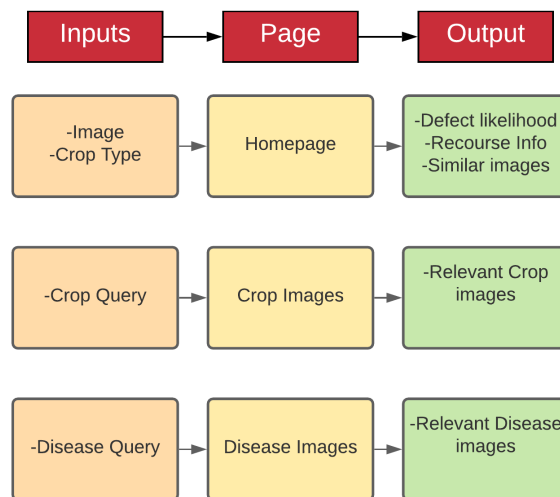 Inputs
Page
Output
-Image
-Crop Type
Homepage
-Defect likelihood
-Recourse Info
-Similar images
-Crop Query
Crop Images
-Relevant Crop
images
-Disease Query
Disease Images
-Relevant Disease
images